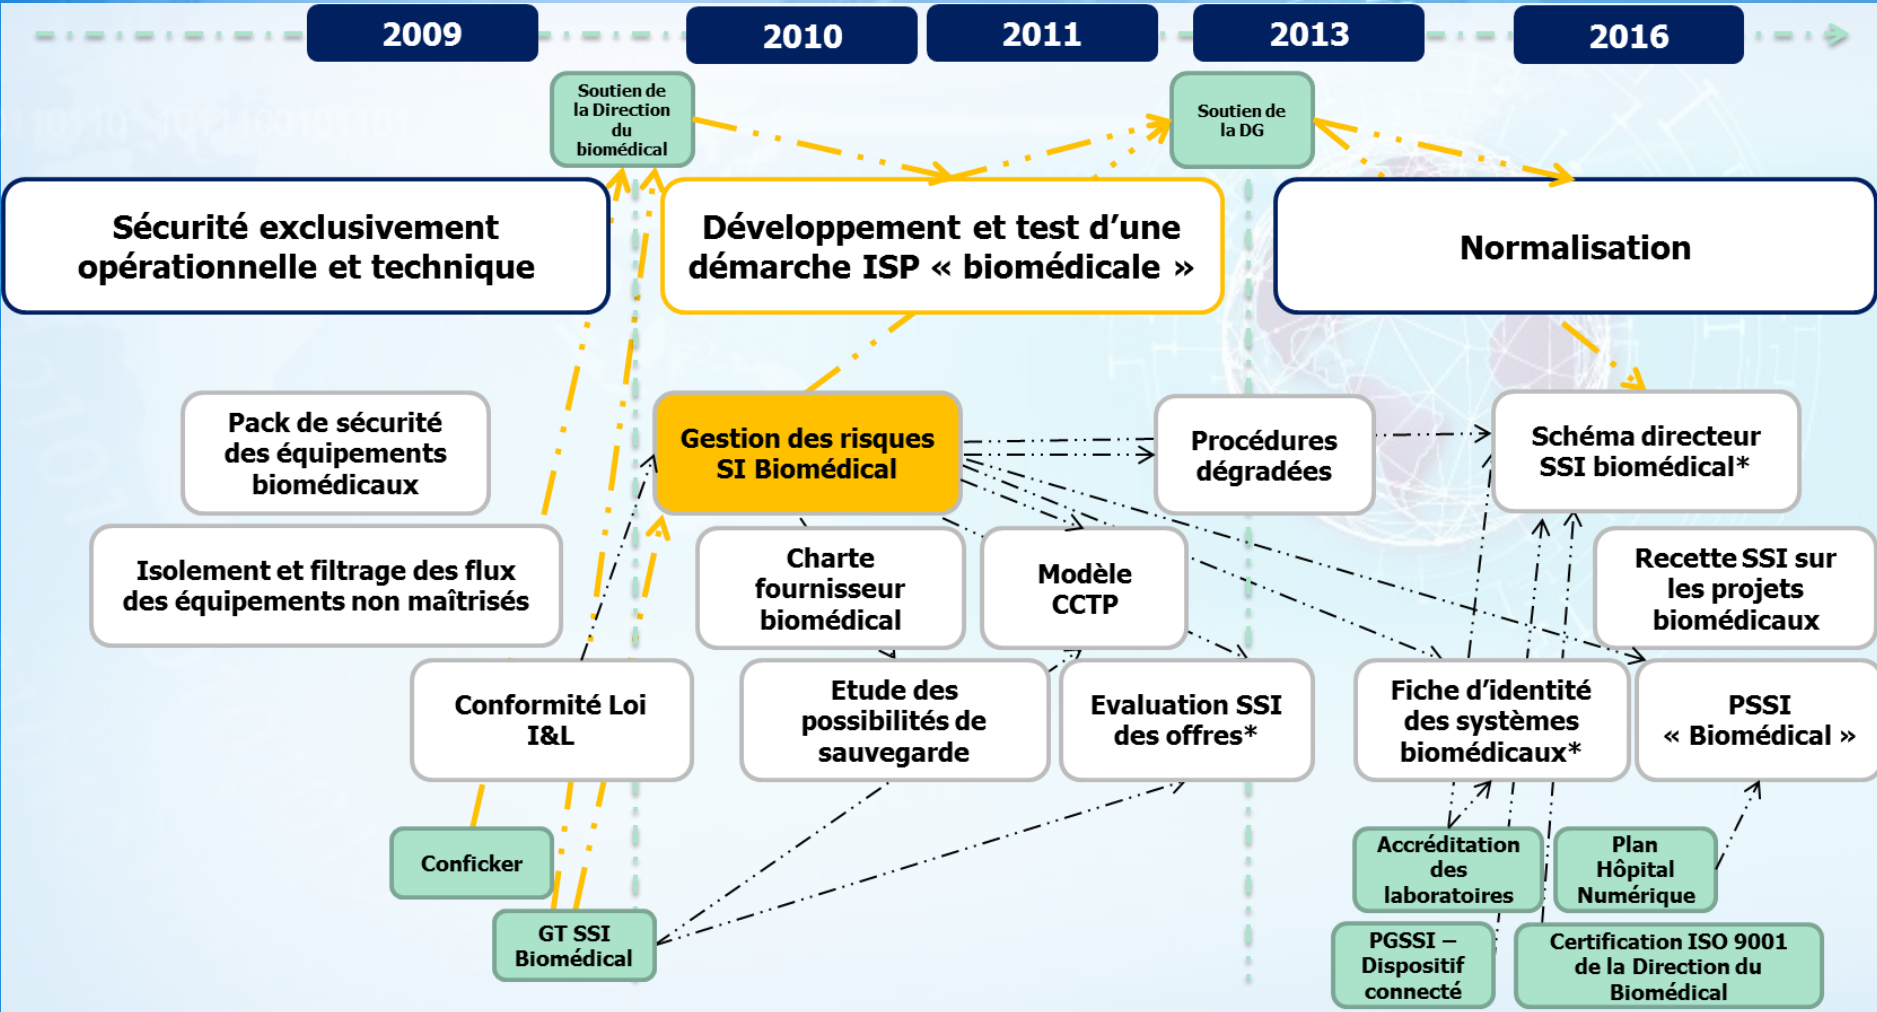 2009
2010
2011
2013
2016
Soutien de
la Direction
du
biomédical
Soutien de
la DG
Sécurité exclusivement
opérationnelle et technique
Développement et test d’une
démarche ISP « biomédicale »
Normalisation
Pack de sécurité
des équipements
biomédicaux
Gestion des risques
SI Biomédical
Procédures
dégradées
Schéma directeur
SSI biomédical*
Isolement et filtrage des flux
des équipements non maîtrisés
Charte
fournisseur
biomédical
Modèle
CCTP
Recette SSI sur
les projets
biomédicaux
Conformité Loi
I&L
Etude des
possibilités de
sauvegarde
Evaluation SSI
des offres*
Fiche d’identité
des systèmes
biomédicaux*
PSSI
« Biomédical »
Conficker
Accréditation
des
laboratoires
Plan
Hôpital
Numérique
GT SSI
Biomédical
PGSSI –
Dispositif
connecté
Certification ISO 9001
de la Direction du
Biomédical